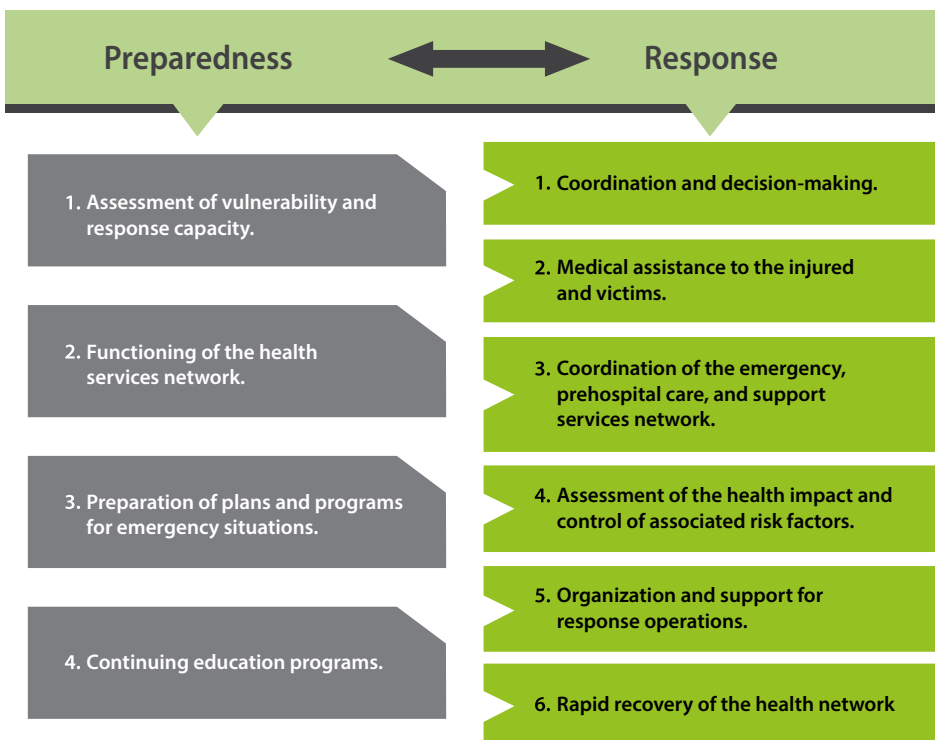 Preparedness
Response
1. Assessment of vulnerability and
response capacity.
2. Functioning of the health
services network.
3. Preparation of plans and programs
for emergency situations.
4. Continuing education programs.
1. Coordination and decision-making.
2. Medical assistance to the injured
and victims.
3. Coordination of the emergency,
prehospital care, and support
services network.
4. Assessment of the health impact and
control of associated risk factors.
5. Organization and support for
response operations.
6. Rapid recovery of the health network